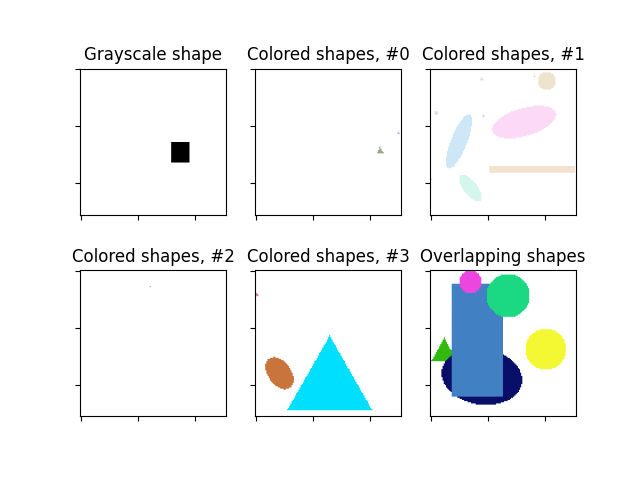 Grayscale shape
Colored shapes, #0
Colored shapes, #1
Colored shapes, #2
Colored shapes, #3
Overlapping shapes